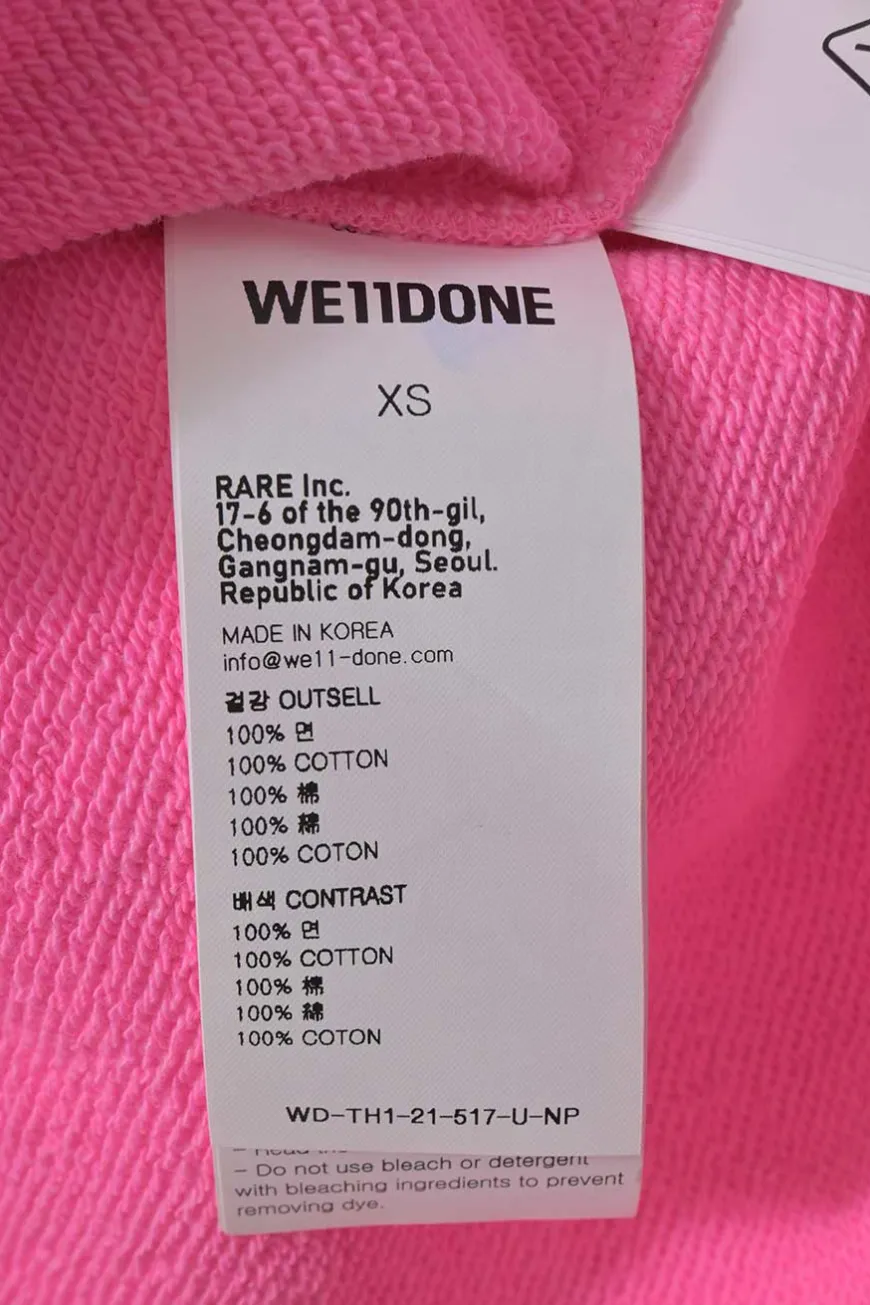 WE11DONE
XS
RARE Inc.
17-6 of the 90th-gil,
Cheongdam-dong,
Gangnam-gu, Seoul.
Republic of Korea
MADE IN KOREA
info@we11-done.com
겉감 OUTSELL
100% 면
100% COTTON
100% 棉
100% 綿
100% COTON
배색 CONTRAST
100% 면
100% COTTON
100% 棉
100% 綿
100% COTON
WD-TH1-21-517-U-NP
- Do not use bleach or detergent
with bleaching ingredients to prevent
removing dye.